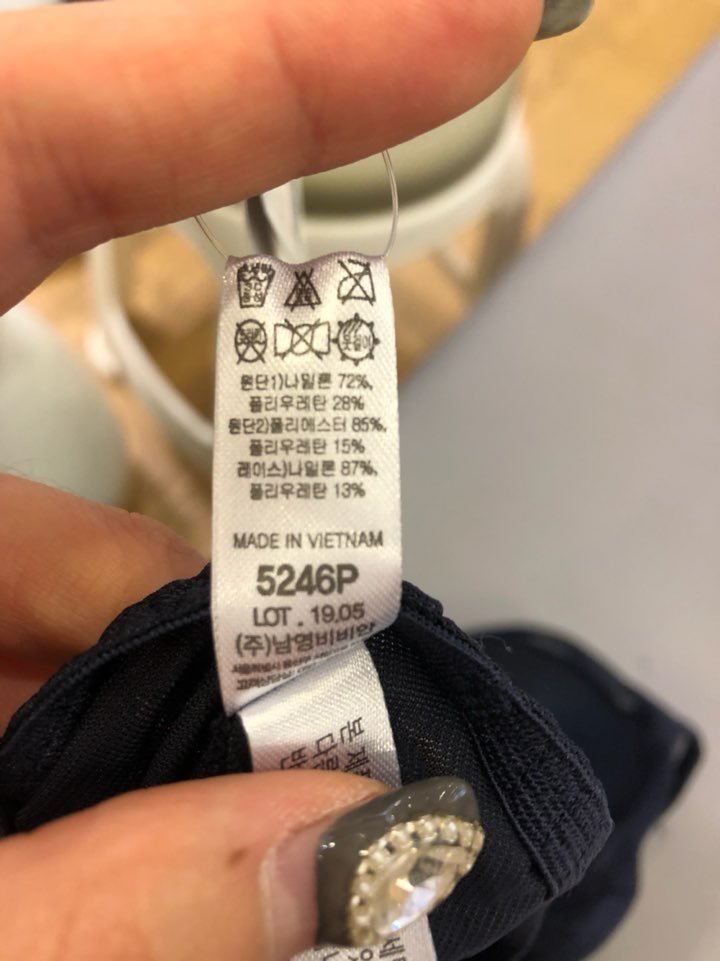 원단1)나일론 72%,
폴리우레탄 28%
원단2)폴리에스터 85%,
폴리우레탄 15%
레이스)나일론 87%,
폴리우레탄 13%
MADE IN VIETNAM
5246P
LOT . 19.05
(주)남영비비안